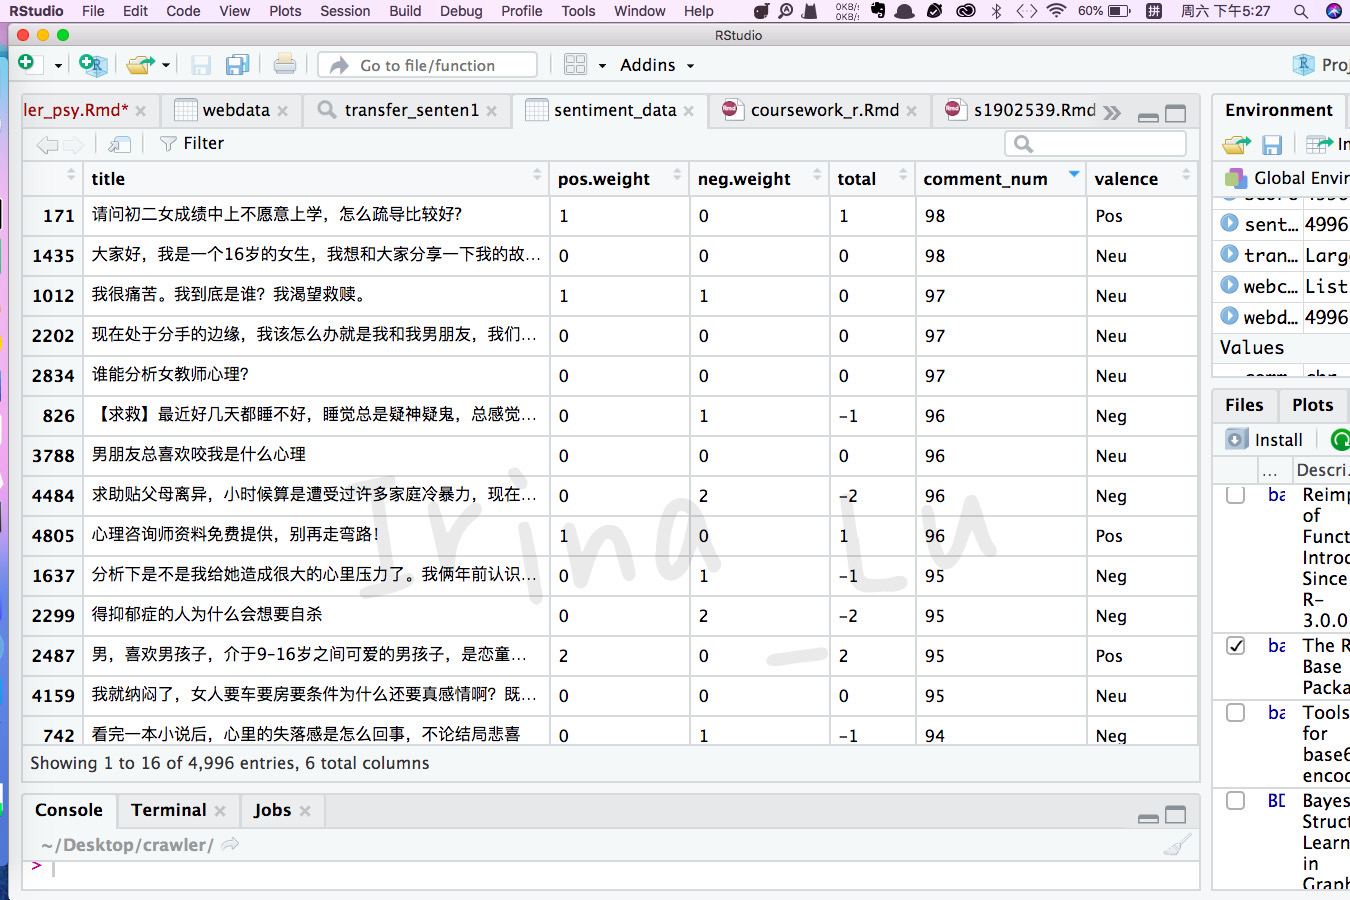 RStudio File Edit Code View Plots Session Build Debug Profile Tools Window Help 0KB/s 0KB/s 60% 拼 周六 下午5:27
RStudio
Go to file/function Addins
ler_psy.Rmd* webdata transfer_senten1 sentiment_data coursework_r.Rmd s1902539.Rmd
Filter
title pos.weight neg.weight total comment_num valence
171 请问初二女成绩中上不愿意上学，怎么疏导比较好？ 1 0 1 98 Pos
1435 大家好，我是一个16岁的女生，我想和大家分享一下我的故… 0 0 0 98 Neu
1012 我很痛苦。我到底是谁？我渴望救赎。 1 1 0 97 Neu
2202 现在处于分手的边缘，我该怎么办就是我和我男朋友，我们… 0 0 0 97 Neu
2834 谁能分析女教师心理？ 0 0 0 97 Neu
826 【求救】最近好几天都睡不好，睡觉总是疑神疑鬼，总感觉… 0 1 -1 96 Neg
3788 男朋友总喜欢咬我是什么心理 0 0 0 96 Neu
4484 求助贴父母离异，小时候算是遭受过许多家庭冷暴力，现在… 0 2 -2 96 Neg
4805 心理咨询师资料免费提供，别再走弯路！ 1 0 1 96 Pos
1637 分析下是不是我给她造成很大的心里压力了。我俩年前认识… 0 1 -1 95 Neg
2299 得抑郁症的人为什么会想要自杀 0 2 -2 95 Neg
2487 男，喜欢男孩子，介于9-16岁之间可爱的男孩子，是恋童… 2 0 2 95 Pos
4159 我就纳闷了，女人要车要房要条件为什么还要真感情啊？既… 0 0 0 95 Neu
742 看完一本小说后，心里的失落感是怎么回事，不论结局悲喜 0 1 -1 94 Neg
Showing 1 to 16 of 4,996 entries, 6 total columns
Irina_Lu
Console Terminal Jobs
~/Desktop/crawler/
>
Environment
Global Envir
sent… 4996
tran… Larg
webc… List
webd… 4996
Values
Files Plots
Install
… Descri
ba Reimp
of
Funct
Introd
Since
R-
3.0.0
ba The R
Base
Packa
ba Tools
for
base6
encod
BD Bayes
Struct
Learn
in
Graph